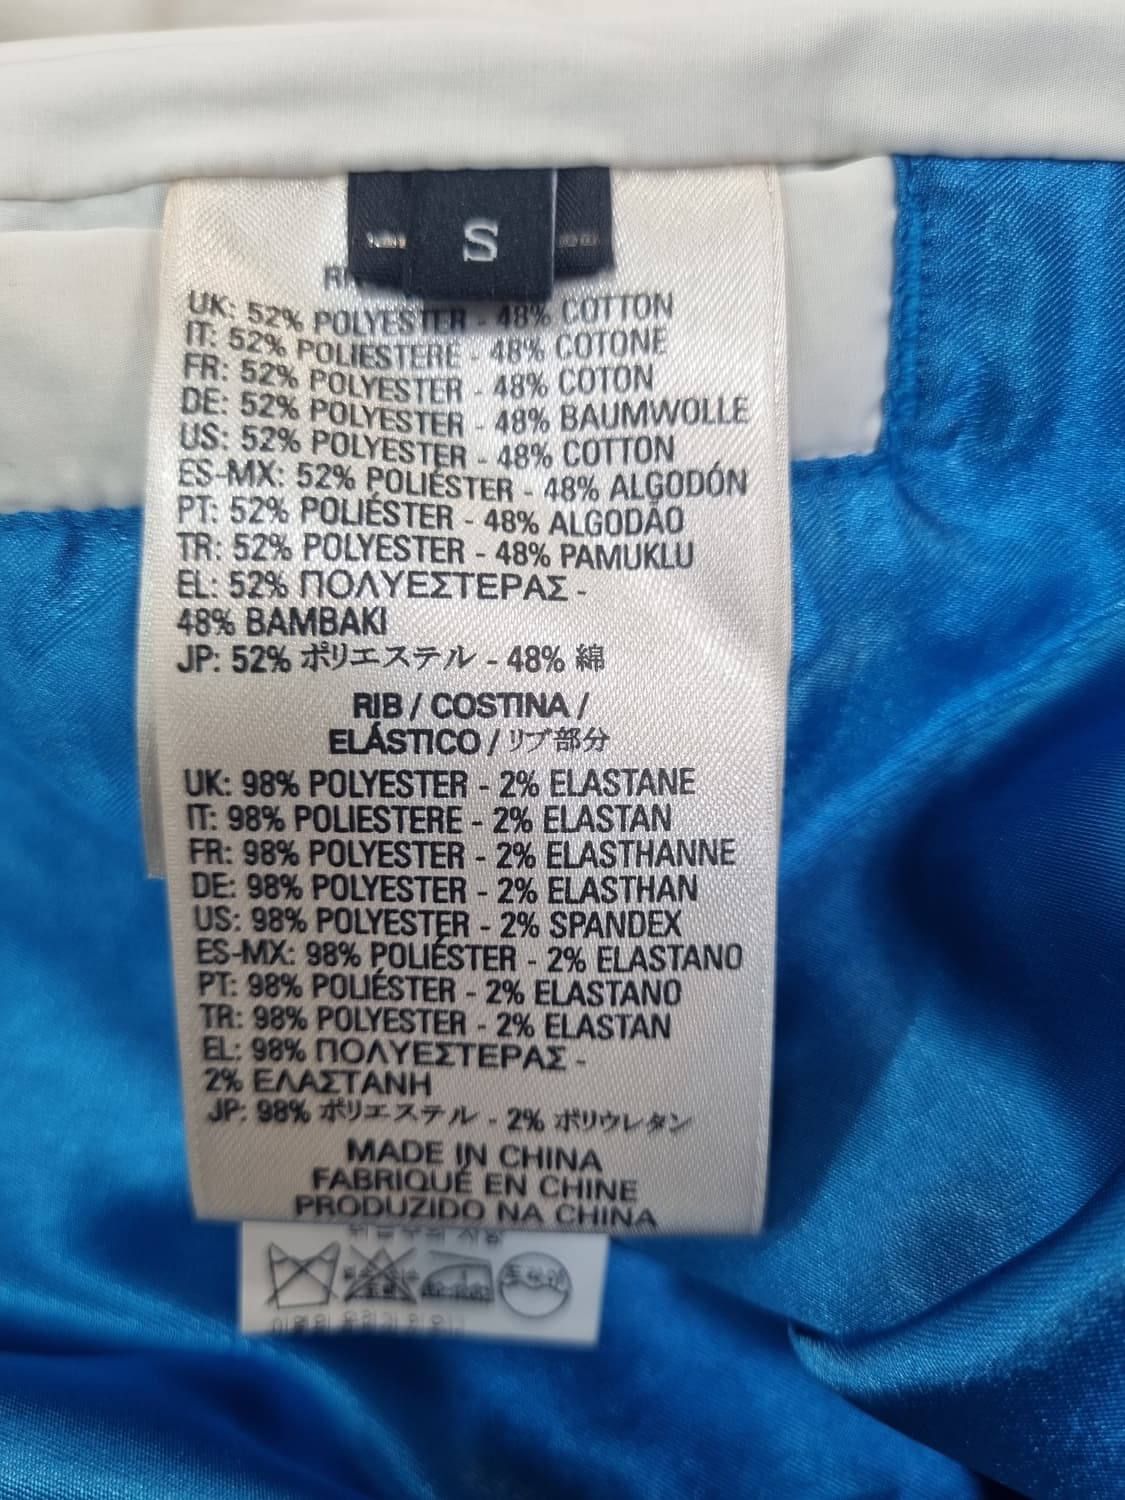 S
UK: 52% POLYESTER - 48% COTTON
IT: 52% POLIESTERE - 48% COTONE
FR: 52% POLYESTER - 48% COTON
DE: 52% POLYESTER - 48% BAUMWOLLE
US: 52% POLYESTER - 48% COTTON
ES-MX: 52% POLIÉSTER - 48% ALGODÓN
PT: 52% POLIÉSTER - 48% ALGODÃO
TR: 52% POLYESTER - 48% PAMUKLU
EL: 52% ΠΟΛΥΕΣΤΕΡΑΣ -
48% BAMBAKI
JP: 52% ポリエステル - 48% 綿
RIB / COSTINA /
ELÁSTICO / リブ部分
UK: 98% POLYESTER - 2% ELASTANE
IT: 98% POLIESTERE - 2% ELASTAN
FR: 98% POLYESTER - 2% ELASTHANNE
DE: 98% POLYESTER - 2% ELASTHAN
US: 98% POLYESTER - 2% SPANDEX
ES-MX: 98% POLIÉSTER - 2% ELASTANO
PT: 98% POLIÉSTER - 2% ELASTANO
TR: 98% POLYESTER - 2% ELASTAN
EL: 98% ΠΟΛΥΕΣΤΕΡΑΣ -
2% ΕΛΑΣΤΑΝΗ
JP: 98% ポリエステル - 2% ポリウレタン
MADE IN CHINA
FABRIQUÉ EN CHINE
PRODUZIDO NA CHINA